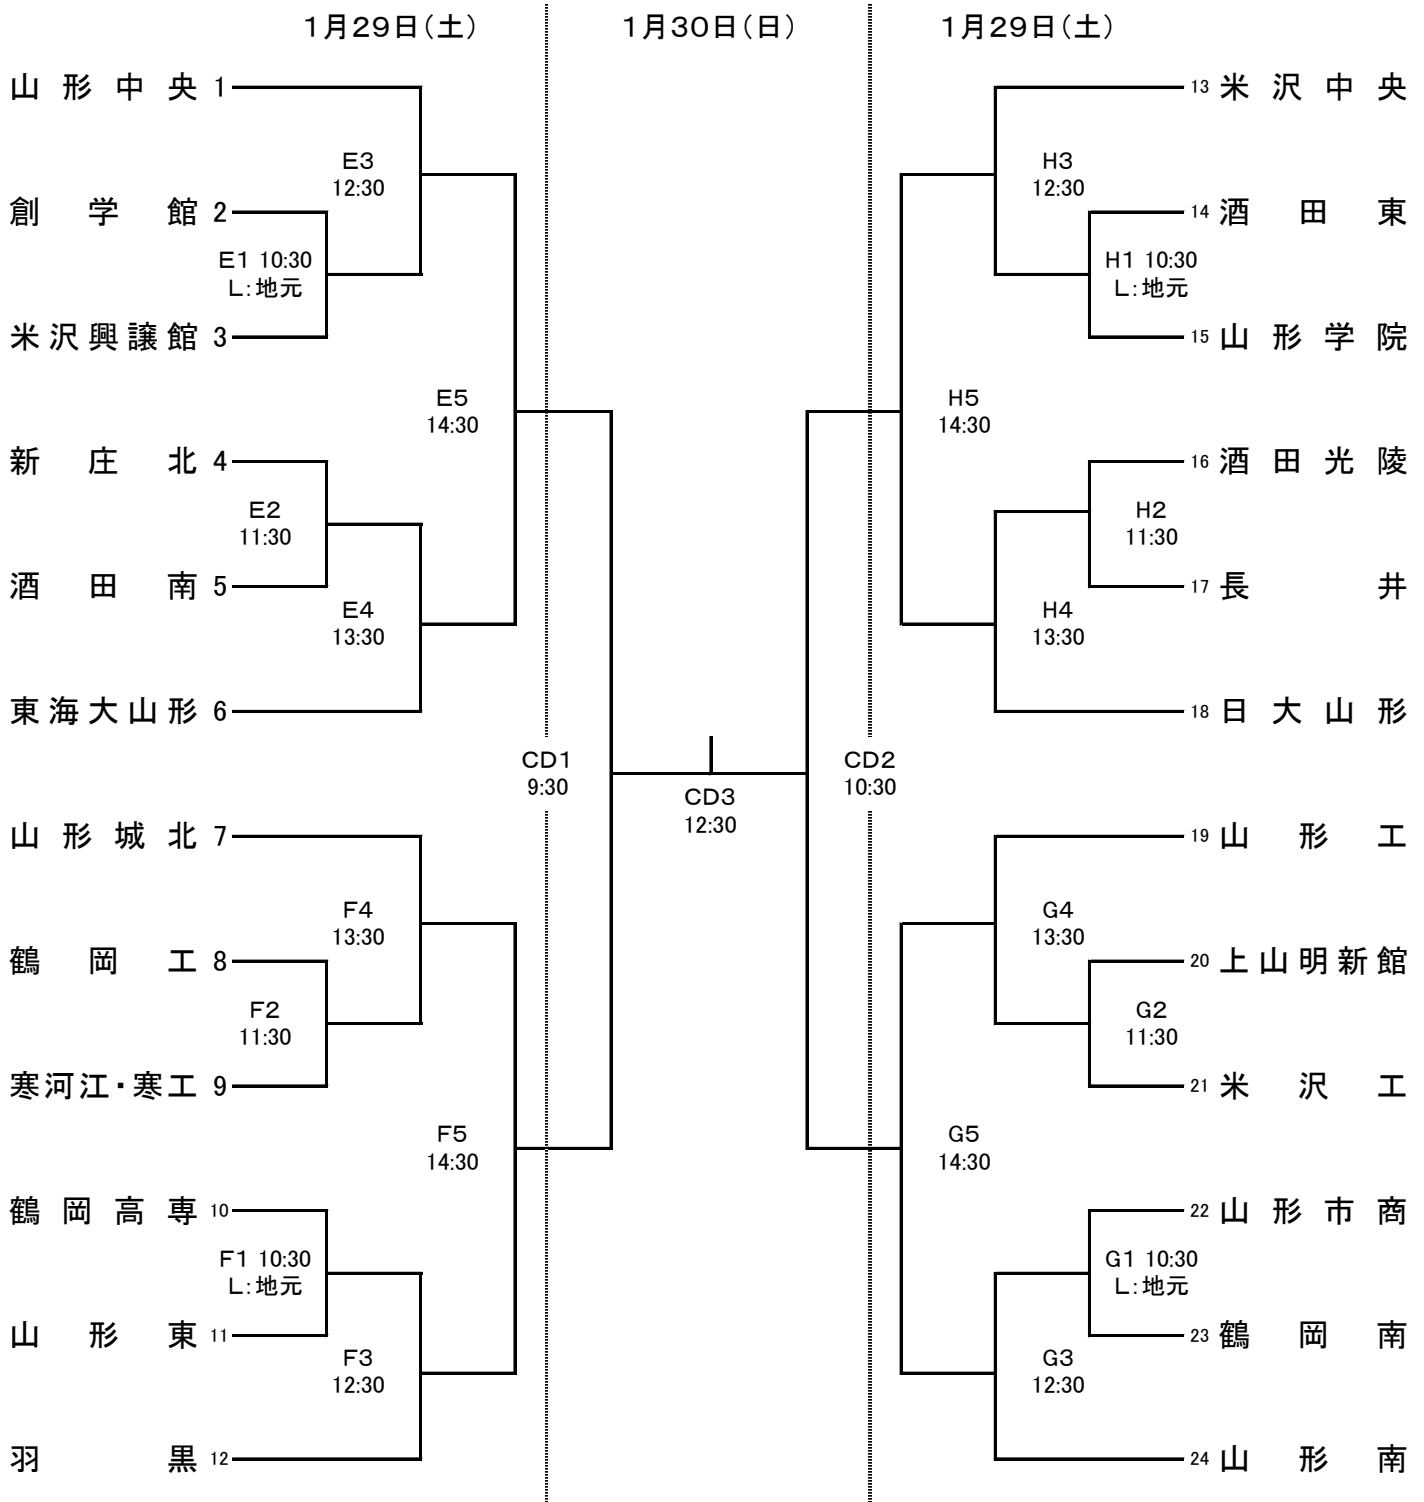 1月29日(土) 1月30日(日) 1月29日(土)
山形中央 1
13 米沢中央
E3
12:30
H3
12:30
創学館 2
14 酒田東
E1 10:30
L:地元
H1 10:30
L:地元
米沢興譲館 3
15 山形学院
E5
14:30
H5
14:30
新庄北 4
16 酒田光陵
E2
11:30
H2
11:30
酒田南 5
17 長井
E4
13:30
H4
13:30
東海大山形 6
18 日大山形
CD1
9:30
CD2
10:30
CD3
12:30
山形城北 7
19 山形工
F4
13:30
G4
13:30
鶴岡工 8
20 上山明新館
F2
11:30
G2
11:30
寒河江・寒工 9
21 米沢工
F5
14:30
G5
14:30
鶴岡高専 10
22 山形市商
F1 10:30
L:地元
G1 10:30
L:地元
山形東 11
23 鶴岡南
F3
12:30
G3
12:30
羽黒 12
24 山形南